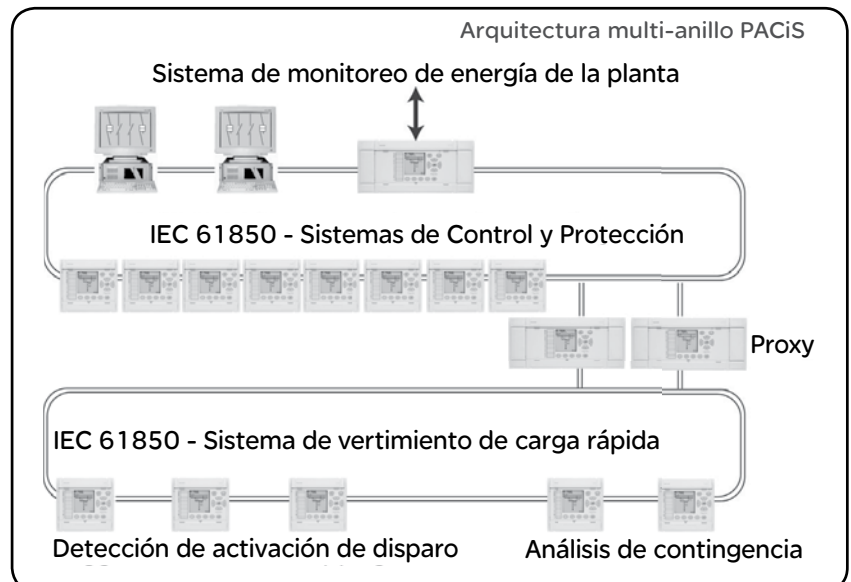 Arquitectura multi-anillo PACiS
Sistema de monitoreo de energía de la planta
IEC 61850 - Sistemas de Control y Protección
Proxy
IEC 61850 - Sistema de vertimiento de carga rápida
Detección de activación de disparo
Análisis de contingencia